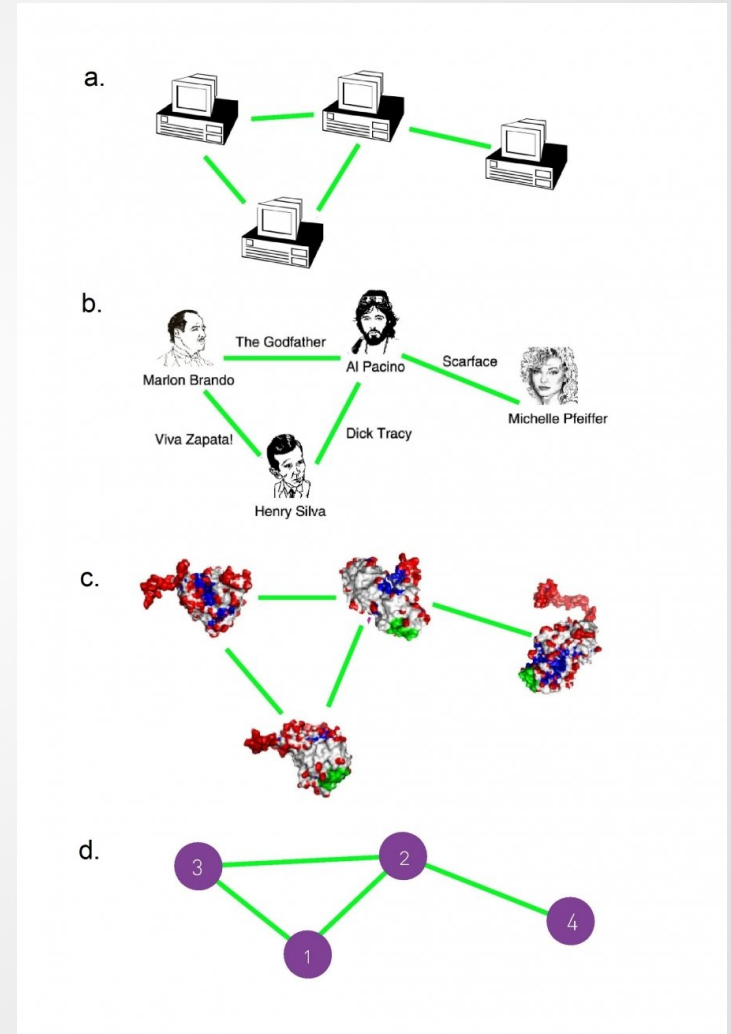 a.
b.
The Godfather
Marlon Brando
Al Pacino
Scarface
Michelle Pfeiffer
Viva Zapata!
Dick Tracy
Henry Silva
c.
d.
3
2
4
1